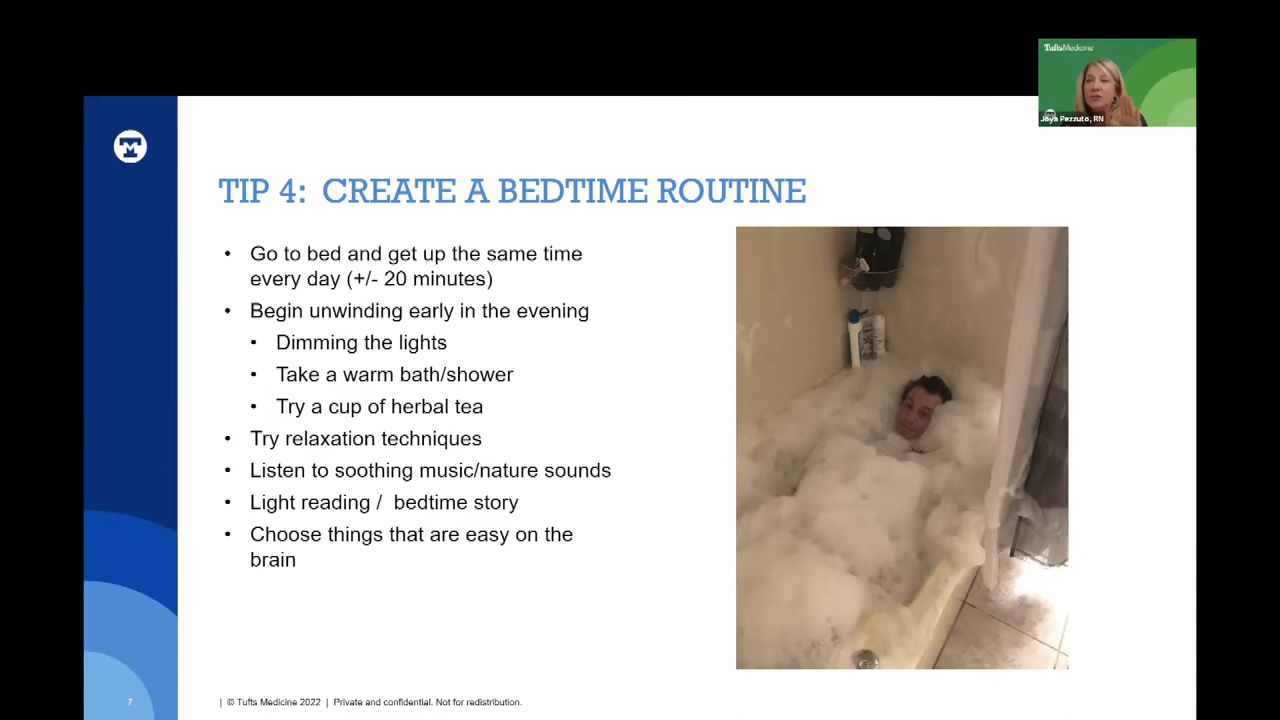 TuftsMedicine
Joya Pezzuto, RN
TIP 4: CREATE A BEDTIME ROUTINE
• Go to bed and get up the same time
every day (+/- 20 minutes)
• Begin unwinding early in the evening
• Dimming the lights
• Take a warm bath/shower
• Try a cup of herbal tea
• Try relaxation techniques
• Listen to soothing music/nature sounds
• Light reading / bedtime story
• Choose things that are easy on the
brain
7 | © Tufts Medicine 2022 | Private and confidential. Not for redistribution.